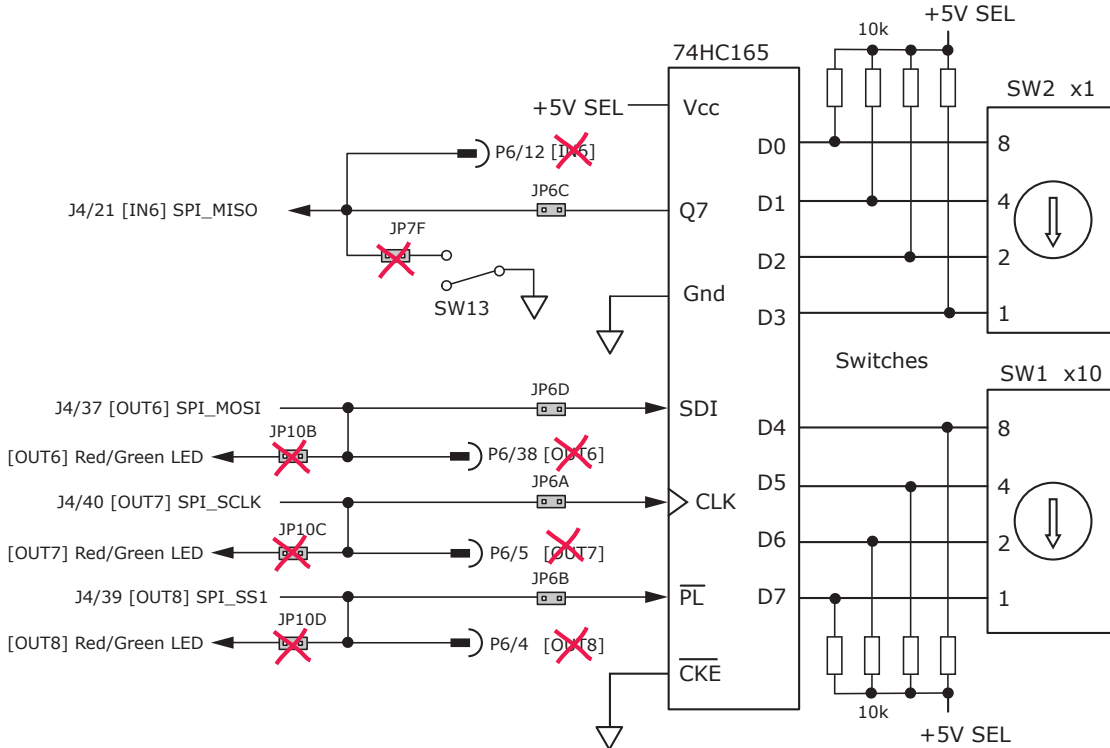 +5V SEL
10k
74HC165
SW2 x1
+5V SEL
Vcc
P6/12 [IN6]
D0
8
JP6C
J4/21 [IN6] SPI_MISO
Q7
D1
4
JP7F
D2
2
Gnd
SW13
D3
1
Switches
SW1 x10
JP6D
J4/37 [OUT6] SPI_MOSI
SDI
D4
8
JP10B
[OUT6] Red/Green LED
P6/38 [OUT6]
JP6A
D5
4
J4/40 [OUT7] SPI_SCLK
CLK
JP10C
D6
2
[OUT7] Red/Green LED
P6/5 [OUT7]
JP6B
J4/39 [OUT8] SPI_SS1
PL
D7
1
JP10D
[OUT8] Red/Green LED
P6/4 [OUT8]
CKE
10k
+5V SEL